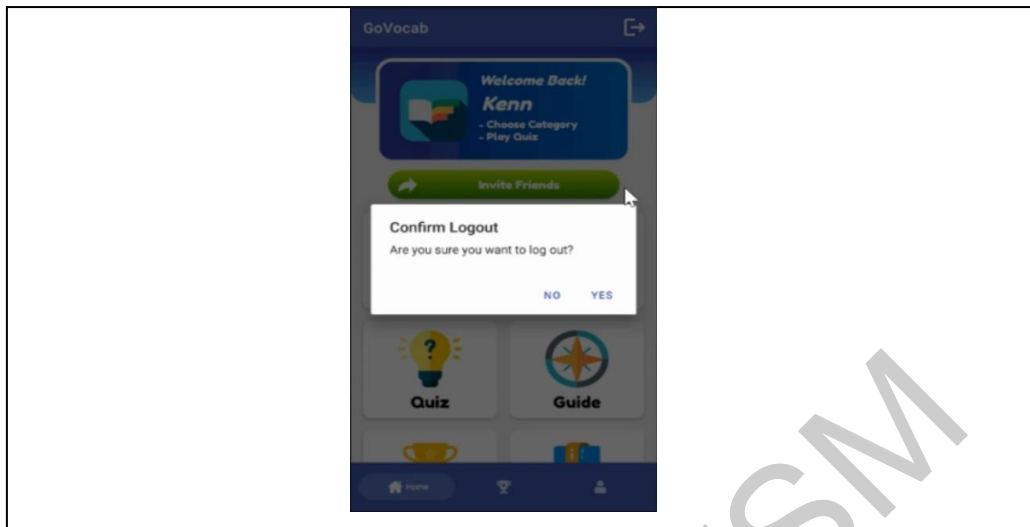 GoVocab
Welcome Back!
Kenn
- Choose Category
- Play Quiz
Invite Friends
Confirm Logout
Are you sure you want to log out?
NO YES
?
Quiz Guide
Home
SM